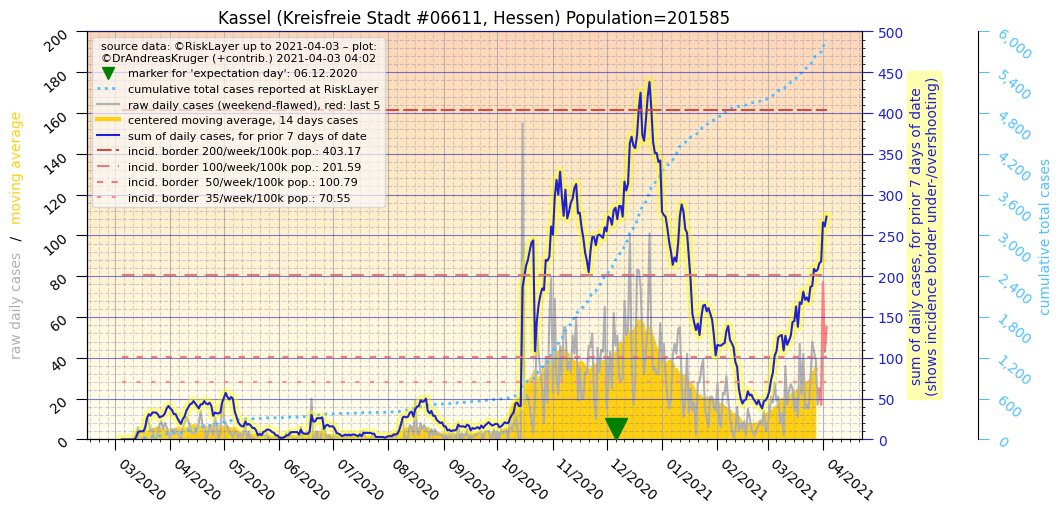 Kassel (Kreisfreie Stadt #06611, Hessen) Population=201585
source data: ©RiskLayer up to 2021-04-03 – plot:
©DrAndreasKruger (+contrib.) 2021-04-03 04:02
marker for 'expectation day': 06.12.2020
cumulative total cases reported at RiskLayer
raw daily cases (weekend-flawed), red: last 5
centered moving average, 14 days cases
sum of daily cases, for prior 7 days of date
incid. border 200/week/100k pop.: 403.17
incid. border 100/week/100k pop.: 201.59
incid. border  50/week/100k pop.: 100.79
incid. border  35/week/100k pop.: 70.55
raw daily cases  /  moving average
200
180
160
140
120
100
80
60
40
20
0
03/2020
04/2020
05/2020
06/2020
07/2020
08/2020
09/2020
10/2020
11/2020
12/2020
01/2021
02/2021
03/2021
04/2021
500
450
400
350
300
250
200
150
100
50
0
sum of daily cases, for prior 7 days of date
(shows incidence border under-/overshooting)
6,000
5,400
4,800
4,200
3,600
3,000
2,400
1,800
1,200
600
0
cumulative total cases